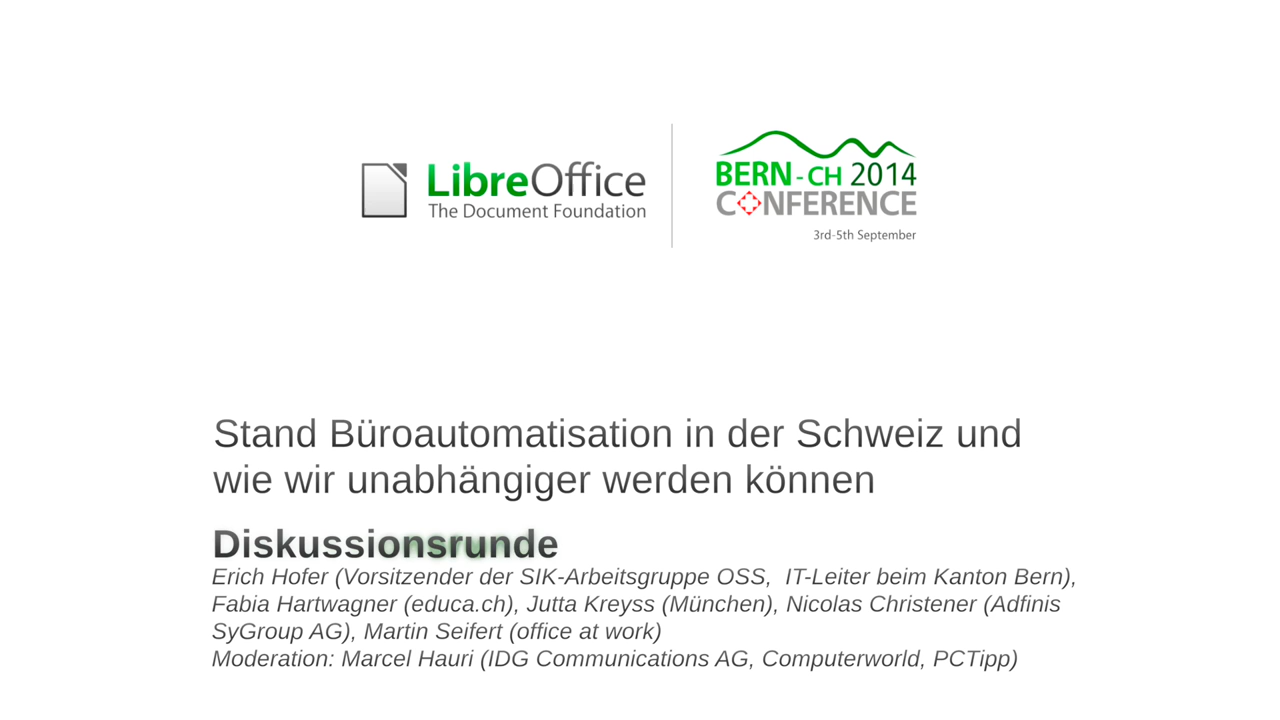 LibreOffice
The Document Foundation
BERN-CH 2014
CONFERENCE
3rd-5th September
Stand Büroautomatisation in der Schweiz und
wie wir unabhängiger werden können
Diskussionsrunde
Erich Hofer (Vorsitzender der SIK-Arbeitsgruppe OSS,  IT-Leiter beim Kanton Bern),
Fabia Hartwagner (educa.ch), Jutta Kreyss (München), Nicolas Christener (Adfinis
SyGroup AG), Martin Seifert (office at work)
Moderation: Marcel Hauri (IDG Communications AG, Computerworld, PCTipp)